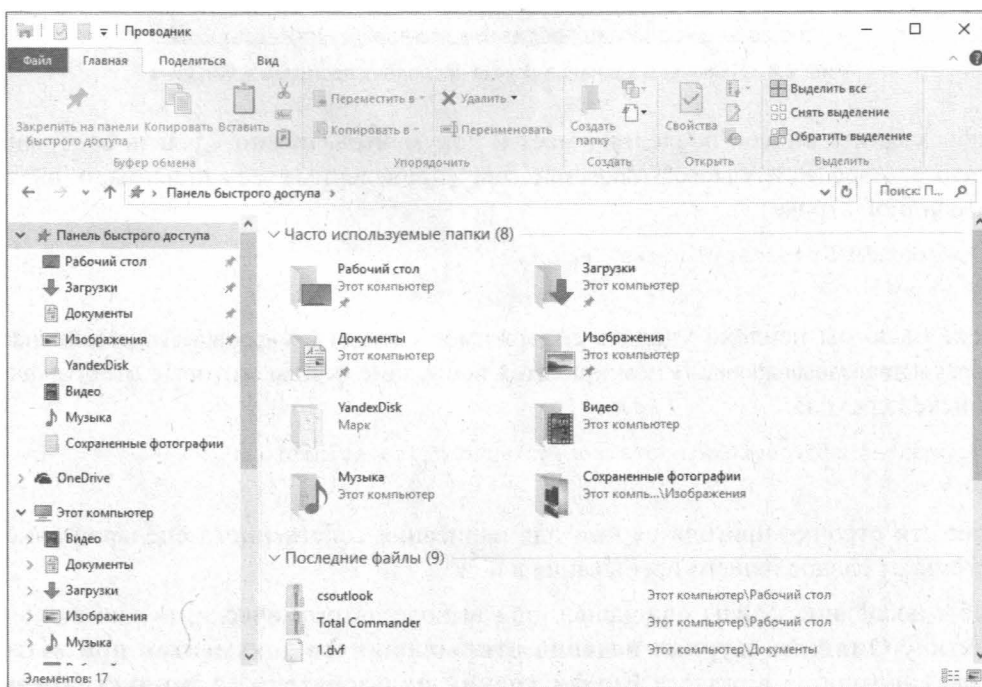 Проводник
Файл Главная Поделиться Вид
Закрепить на панели быстрого доступа
Копировать
Вставить
Буфер обмена
Переместить в
Копировать в
Удалить
Переименовать
Упорядочить
Создать папку
Создать
Свойства
Открыть
Выделить все
Снять выделение
Обратить выделение
Выделить
Панель быстрого доступа
Поиск: П...
Панель быстрого доступа
Рабочий стол
Загрузки
Документы
Изображения
YandexDisk
Видео
Музыка
Сохраненные фотографии
OneDrive
Этот компьютер
Видео
Документы
Загрузки
Изображения
Музыка
Часто используемые папки (8)
Рабочий стол
Этот компьютер
Загрузки
Этот компьютер
Документы
Этот компьютер
Изображения
Этот компьютер
YandexDisk
Марк
Видео
Этот компьютер
Музыка
Этот компьютер
Сохраненные фотографии
Этот компь...\Изображения
Последние файлы (9)
csoutlook Этот компьютер\Рабочий стол
Total Commander Этот компьютер\Рабочий стол
1.dvf Этот компьютер\Документы
Элементов: 17